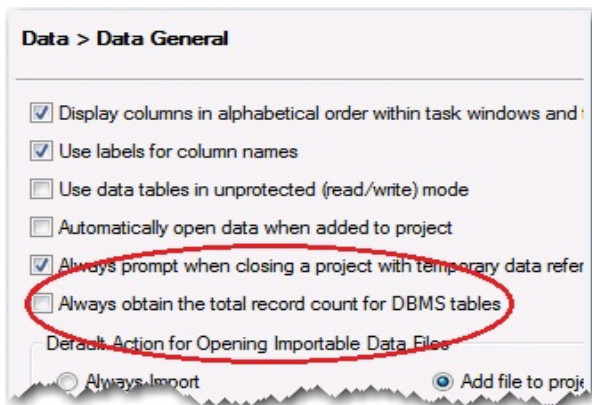 Data > Data General
Display columns in alphabetical order within task windows and
Use labels for column names
Use data tables in unprotected (read/write) mode
Automatically open data when added to project
Always prompt when closing a project with temporary data refer
Always obtain the total record count for DBMS tables
Default Action for Opening Importable Data Files
Always Import Add file to proje